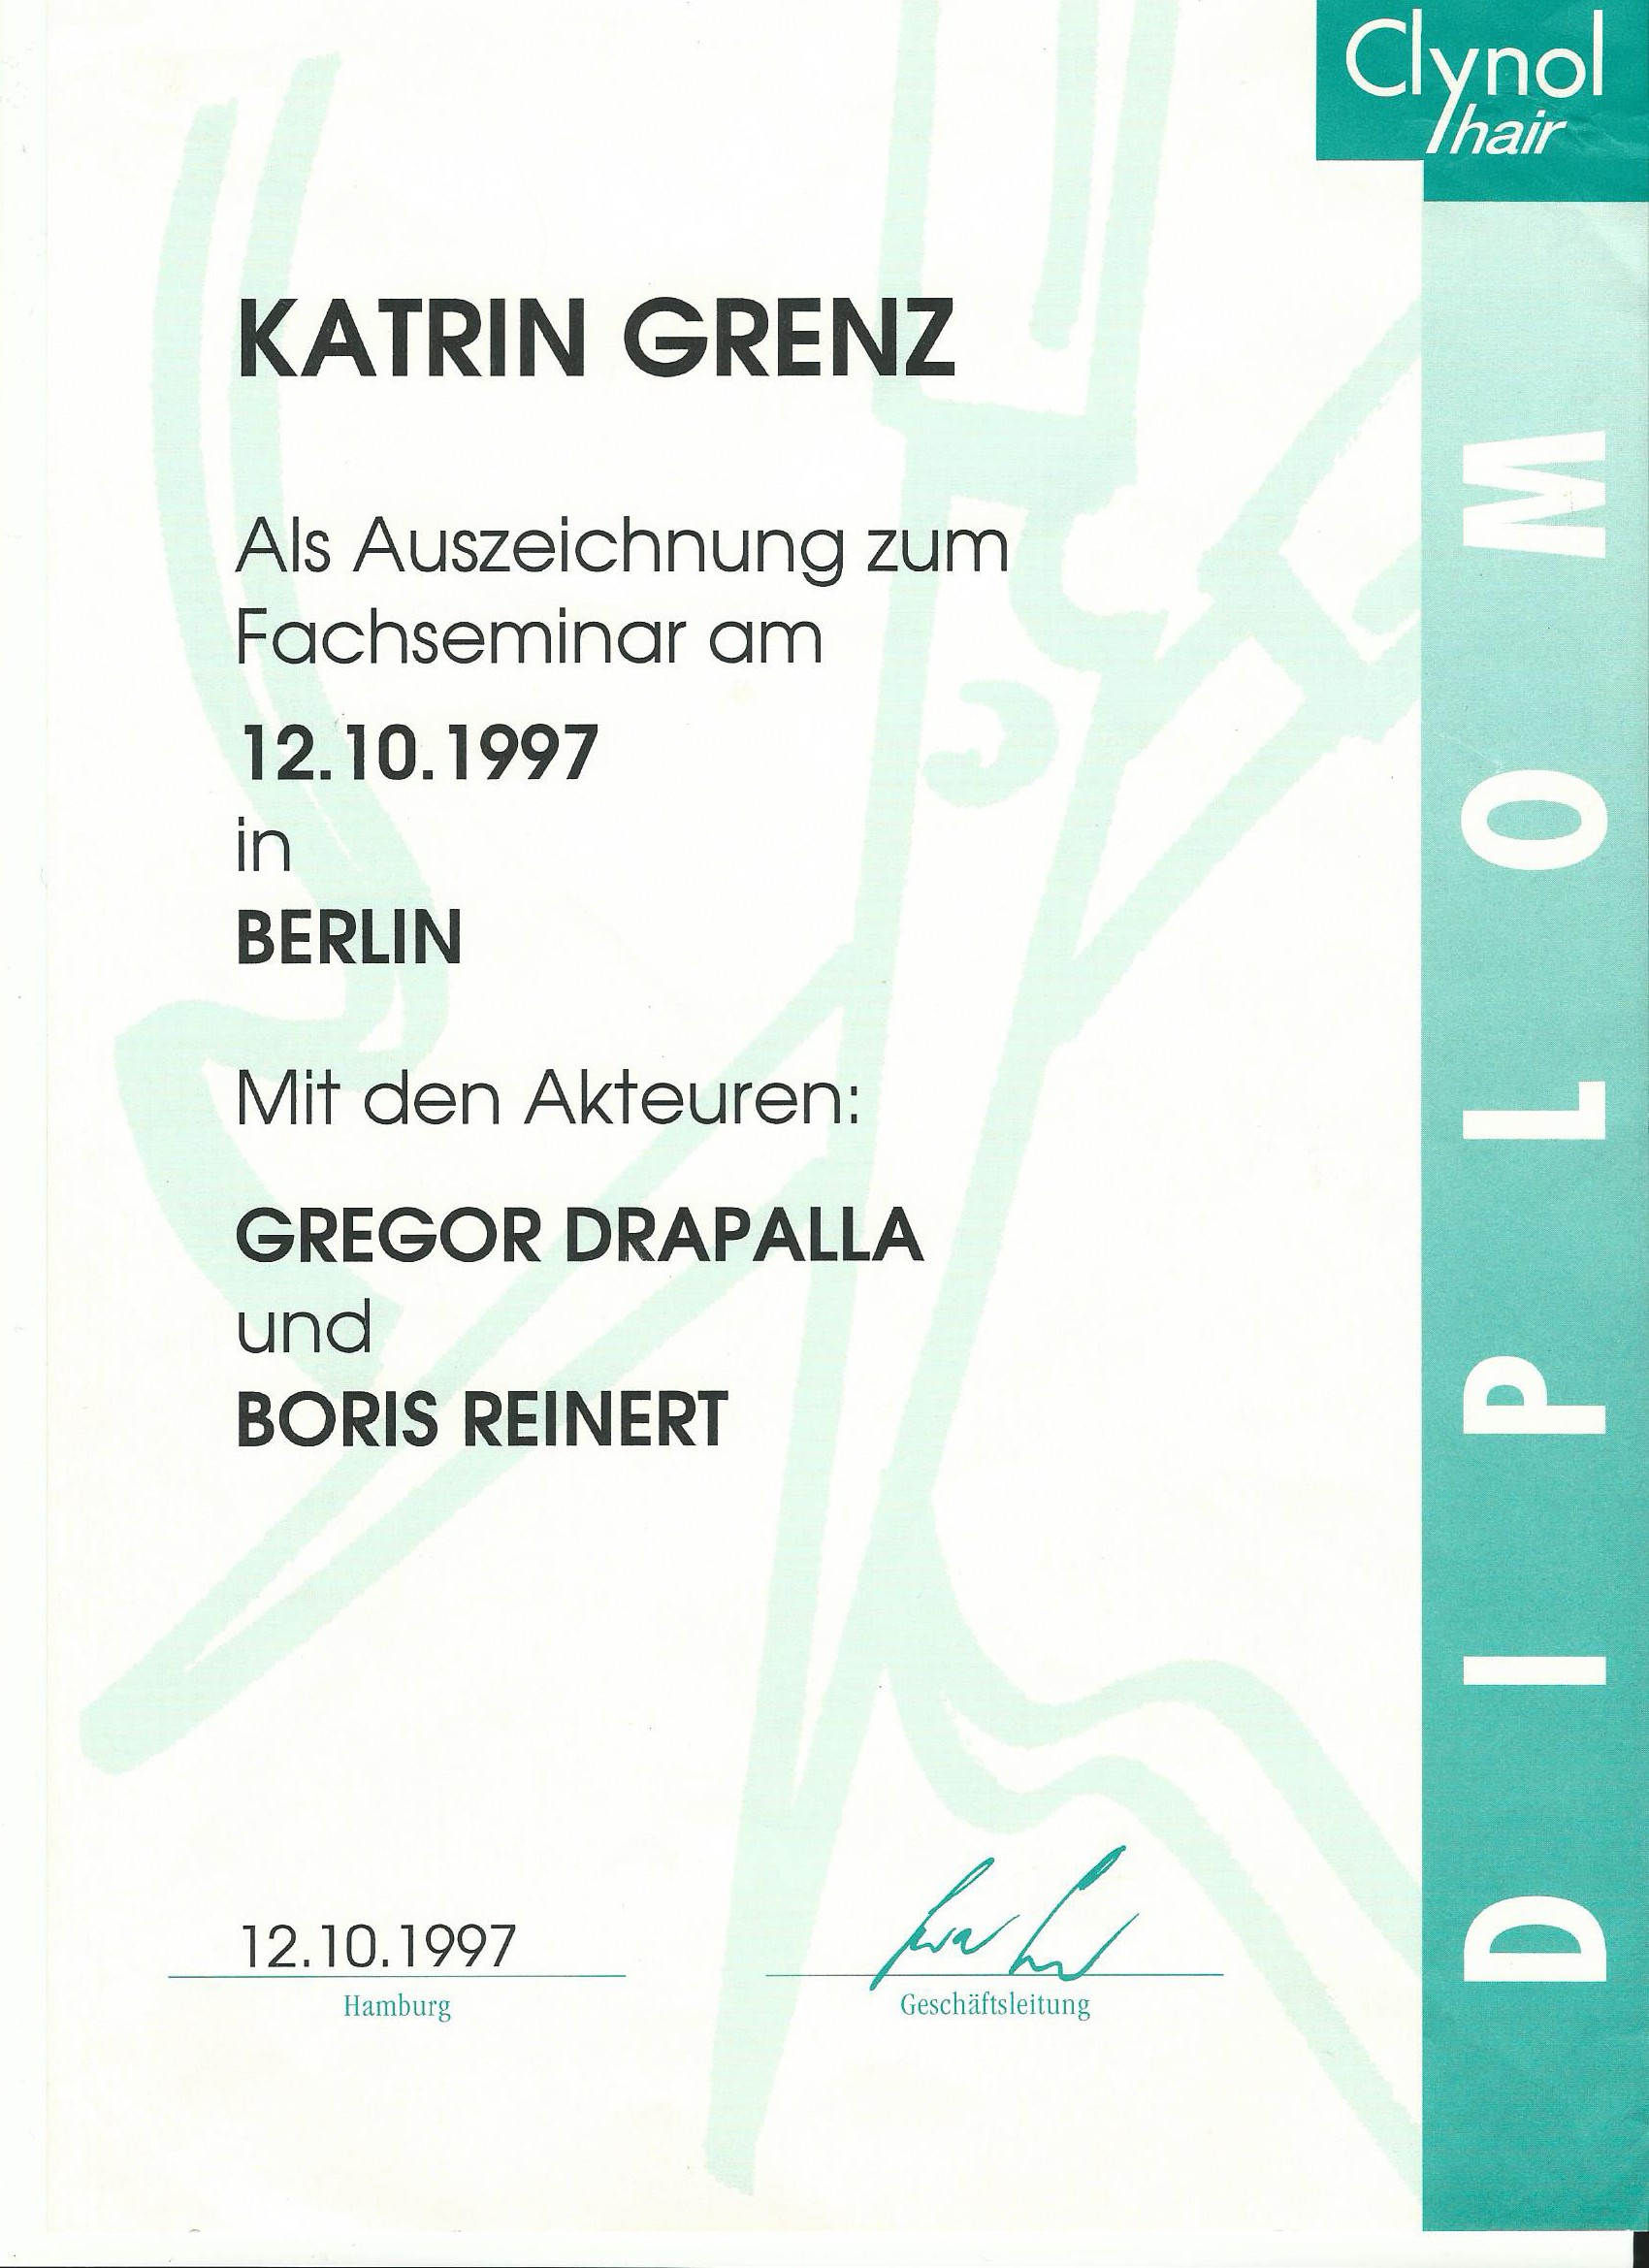 Clynol
hair
KATRIN GRENZ
Als Auszeichnung zum
Fachseminar am
12.10.1997
in
BERLIN
Mit den Akteuren:
GREGOR DRAPALLA
und
BORIS REINERT
12.10.1997
Hamburg
Geschäftsleitung
DIPLOM